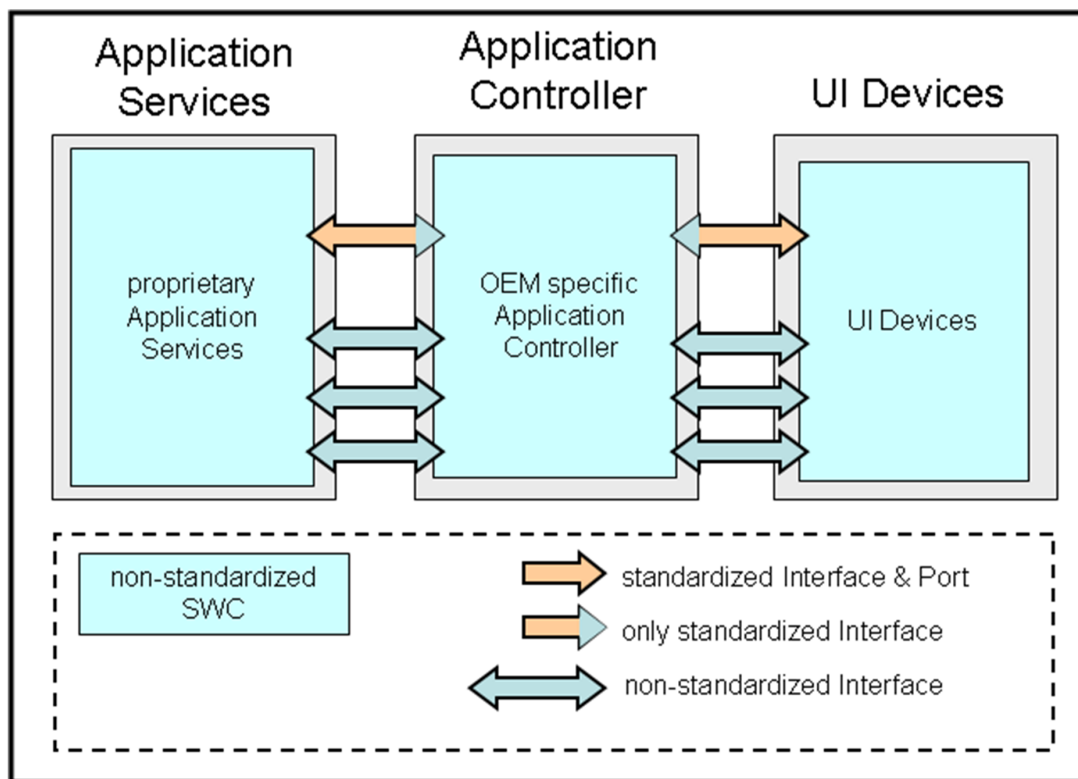 Application
Services
Application
Controller
UI Devices
proprietary
Application
Services
OEM specific
Application
Controller
UI Devices
non-standardized
SWC
standardized Interface & Port
only standardized Interface
non-standardized Interface